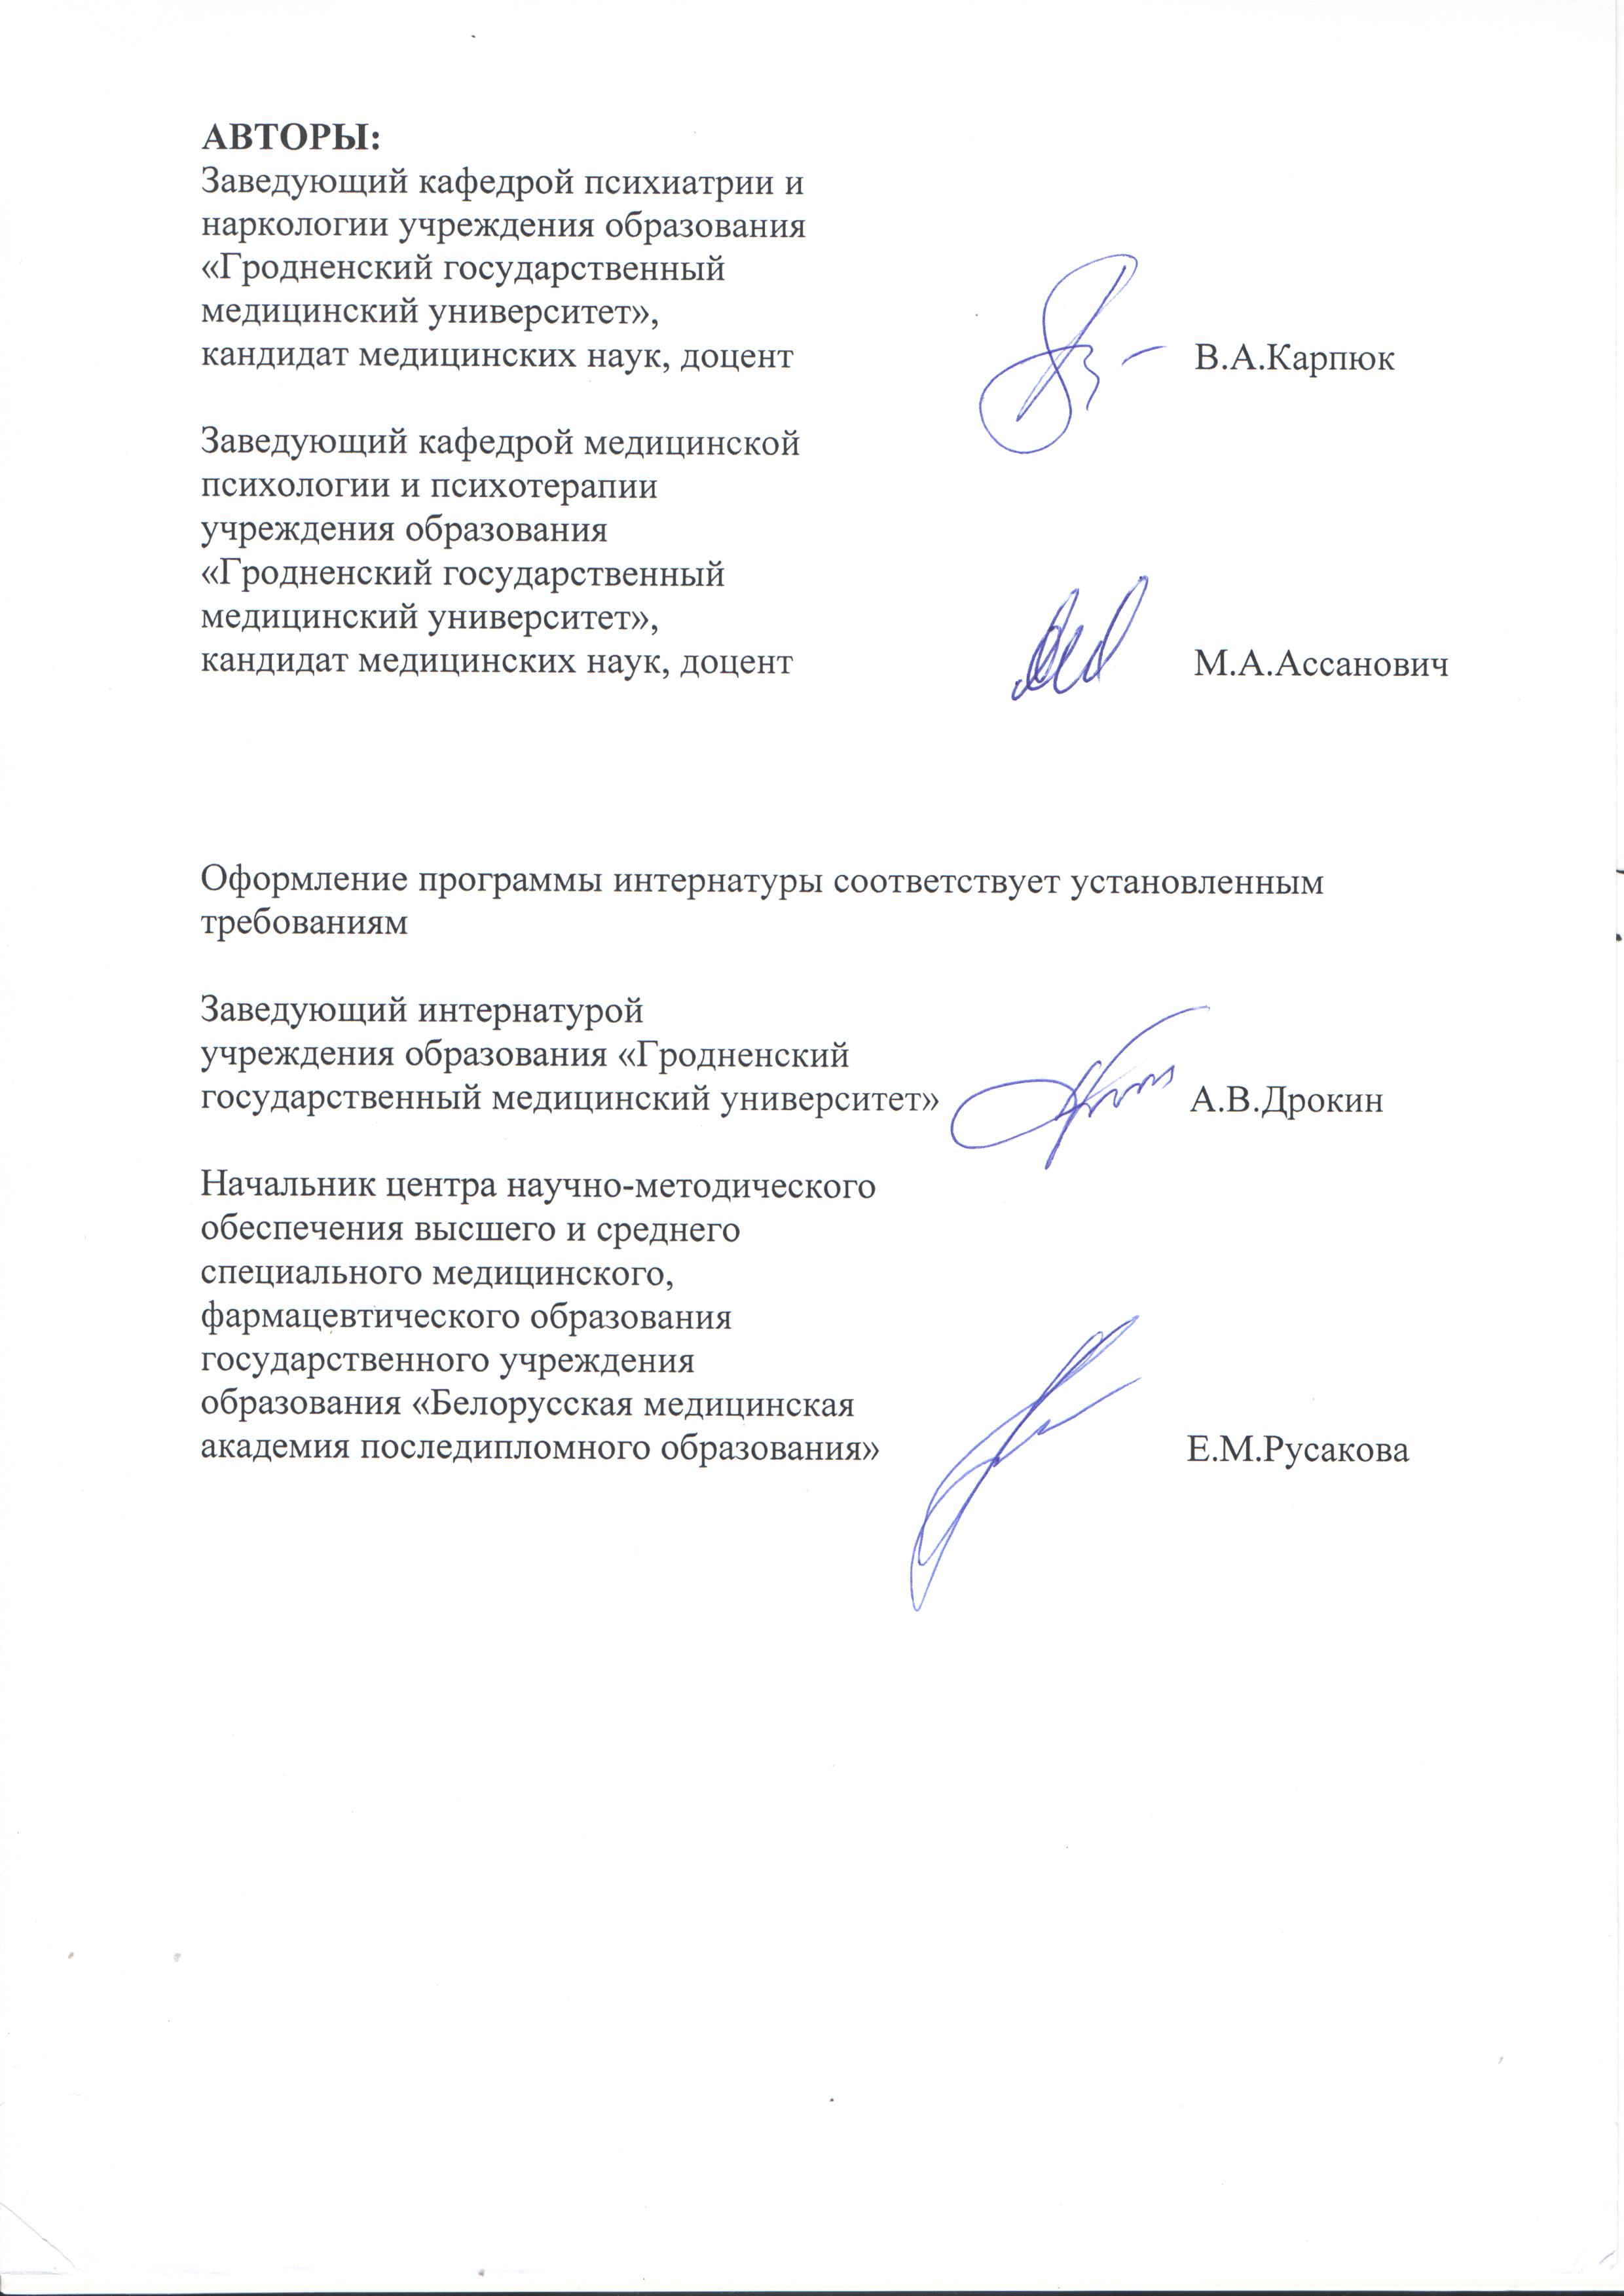 АВТОРЫ:
Заведующий кафедрой психиатрии и
наркологии учреждения образования
«Гродненский государственный
медицинский университет»,
кандидат медицинских наук, доцент В.А.Карпюк
Заведующий кафедрой медицинской
психологии и психотерапии
учреждения образования
«Гродненский государственный
медицинский университет»,
кандидат медицинских наук, доцент М.А.Ассанович
Оформление программы интернатуры соответствует установленным
требованиям
Заведующий интернатурой
учреждения образования «Гродненский
государственный медицинский университет» А.В.Дрокин
Начальник центра научно-методического
обеспечения высшего и среднего
специального медицинского,
фармацевтического образования
государственного учреждения
образования «Белорусская медицинская
академия последипломного образования» Е.М.Русакова